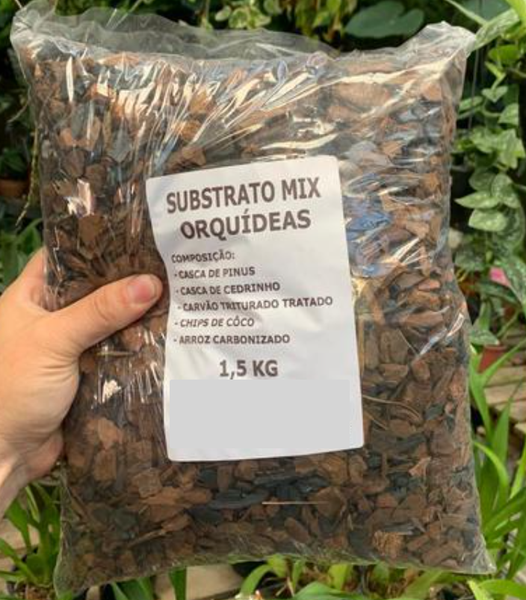 SUBSTRATO MIX
ORQUÍDEAS
COMPOSIÇÃO:
- CASCA DE PINUS
- CASCA DE CEDRINHO
- CARVÃO TRITURADO TRATADO
- CHIPS DE CÔCO
- ARROZ CARBONIZADO
1,5 KG